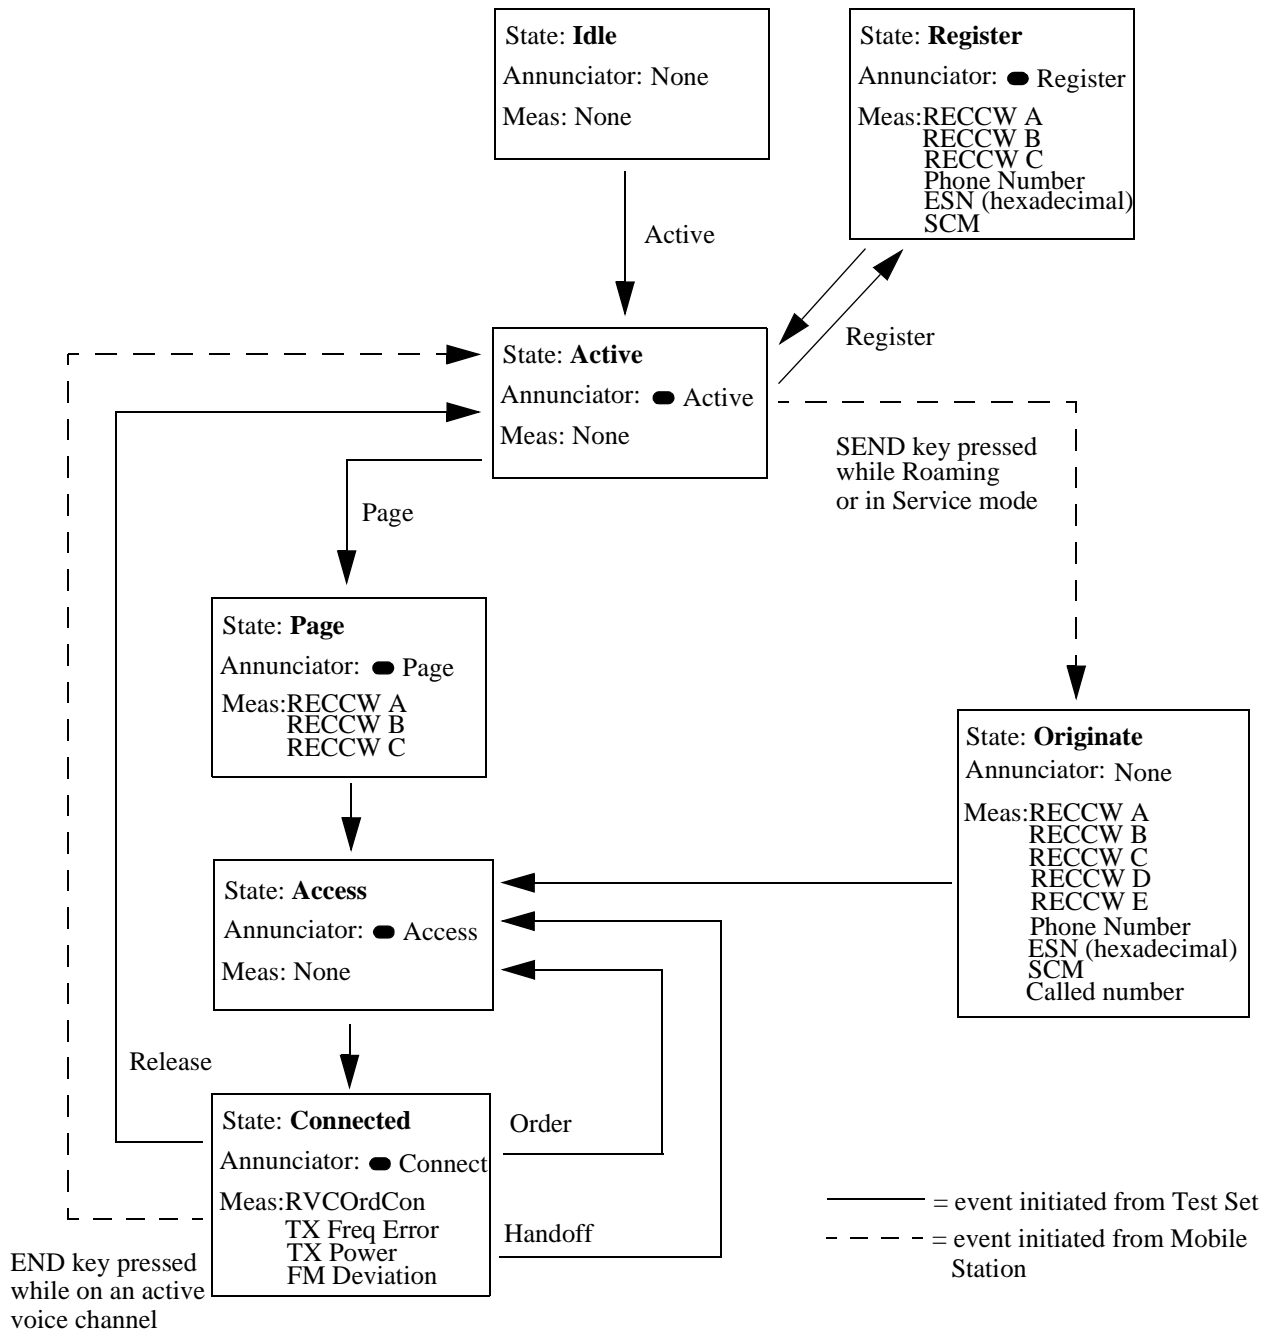 State: Idle
Annunciator: None
Meas: None
State: Register
Annunciator: Register
Meas:RECCW A
RECCW B
RECCW C
Phone Number
ESN (hexadecimal)
SCM
Active
Register
State: Active
Annunciator: Active
Meas: None
SEND key pressed
while Roaming
or in Service mode
Page
State: Page
Annunciator: Page
Meas:RECCW A
RECCW B
RECCW C
State: Originate
Annunciator: None
Meas:RECCW A
RECCW B
RECCW C
RECCW D
RECCW E
Phone Number
ESN (hexadecimal)
SCM
Called number
State: Access
Annunciator: Access
Meas: None
Release
State: Connected
Annunciator: Connect
Meas:RVCOrdCon
TX Freq Error
TX Power
FM Deviation
Order
Handoff
END key pressed
while on an active
voice channel
= event initiated from Test Set
= event initiated from Mobile
Station